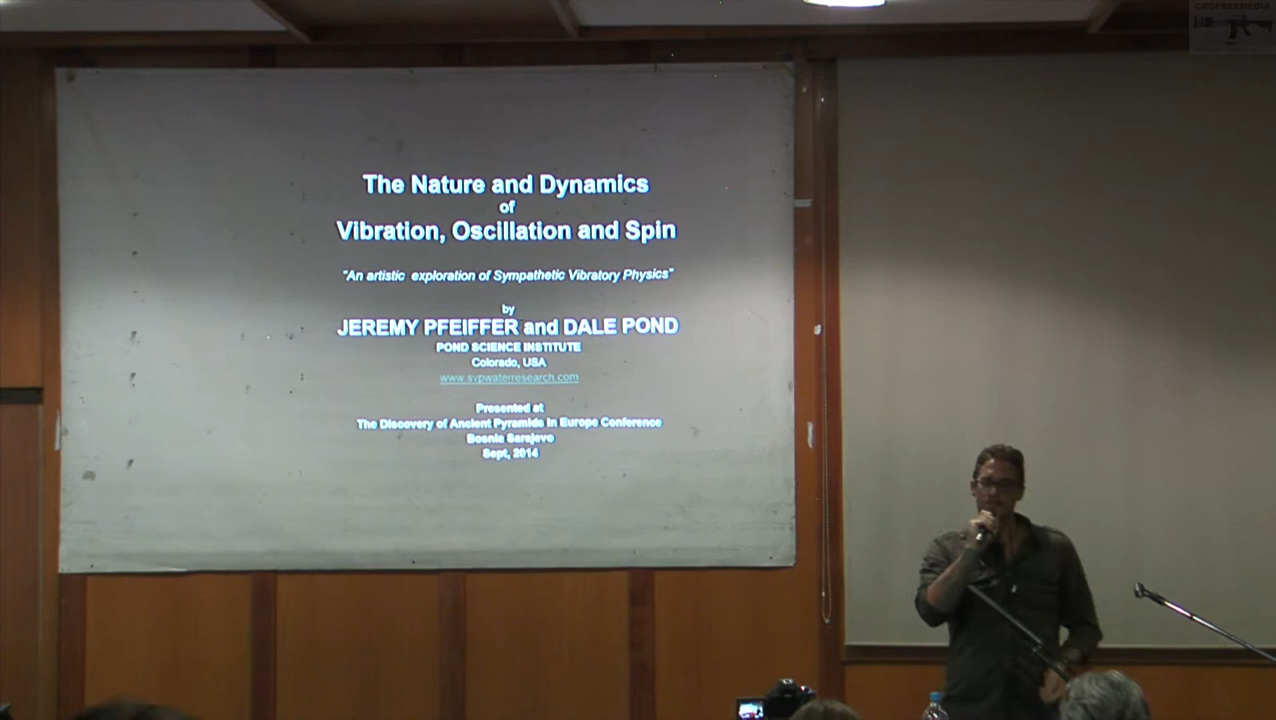 GBOFREEMEDIA
The Nature and Dynamics
of
Vibration, Oscillation and Spin
"An artistic exploration of Sympathetic Vibratory Physics"
by
JEREMY PFEIFFER and DALE POND
POND SCIENCE INSTITUTE
Colorado, USA
www.svpwaterresearch.com
Presented at
The Discovery of Ancient Pyramids in Europe Conference
Bosnia Sarajevo
Sept, 2014